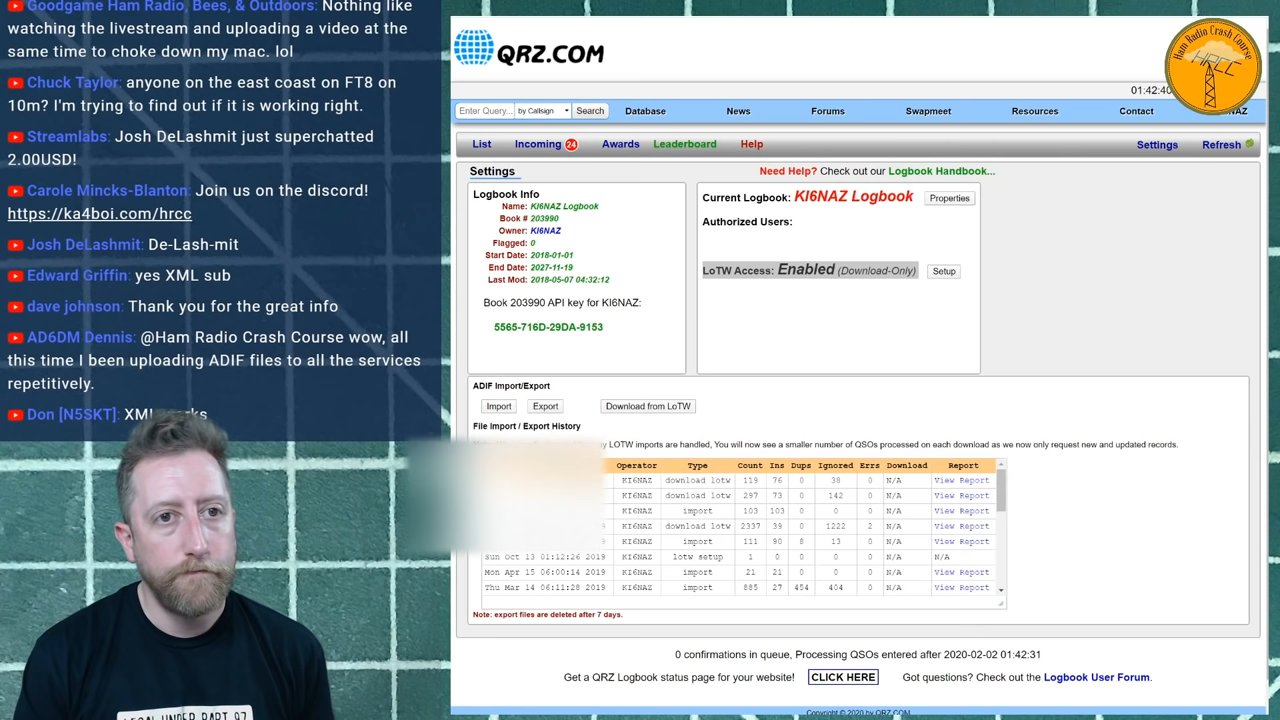 Goodgame Ham Radio, Bees, & Outdoors: Nothing like
watching the livestream and uploading a video at the
same time to choke down my mac. lol
Chuck Taylor: anyone on the east coast on FT8 on
10m? I'm trying to find out if it is working right.
Streamlabs: Josh DeLashmit just superchatted
2.00USD!
Carole Mincks-Blanton: Join us on the discord!
https://ka4boi.com/hrcc
Josh DeLashmit: De-Lash-mit
Edward Griffin: yes XML sub
dave johnson: Thank you for the great info
AD6DM Dennis: @Ham Radio Crash Course wow, all
this time I been uploading ADIF files to all the services
repetitively.
Don [N5SKT]: XML
LEGAL UNDER PART 97
QRZ.COM
Ham Radio Crash Course
HRCC
01:42:40
Enter Query... by Callsign Search Database News Forums Swapmeet Resources Contact NAZ
List Incoming 24 Awards Leaderboard Help Settings Refresh
Settings
Need Help? Check out our Logbook Handbook...
Logbook Info
Name: KI6NAZ Logbook
Book # 203990
Owner: KI6NAZ
Flagged: 0
Start Date: 2018-01-01
End Date: 2027-11-19
Last Mod: 2018-05-07 04:32:12
Book 203990 API key for KI6NAZ:
5565-716D-29DA-9153
Current Logbook: KI6NAZ Logbook Properties
Authorized Users:
LoTW Access: Enabled (Download-Only) Setup
ADIF Import/Export
Import Export Download from LoTW
File Import / Export History
LOTW imports are handled, You will now see a smaller number of QSOs processed on each download as we now only request new and updated records.
Operator Type Count Ins Dups Ignored Errs Download Report
KI6NAZ download lotw 119 76 0 38 0 N/A View Report
KI6NAZ download lotw 297 73 0 142 0 N/A View Report
KI6NAZ import 103 103 0 0 0 N/A View Report
9 KI6NAZ download lotw 2337 39 0 1222 2 N/A View Report
KI6NAZ import 111 90 8 13 0 N/A View Report
Sun Oct 13 01:12:26 2019 KI6NAZ lotw setup 1 0 0 0 0 N/A N/A
Mon Apr 15 06:00:14 2019 KI6NAZ import 21 21 0 0 0 N/A View Report
Thu Mar 14 06:11:28 2019 KI6NAZ import 885 27 454 404 0 N/A View Report
Note: export files are deleted after 7 days.
0 confirmations in queue, Processing QSOs entered after 2020-02-02 01:42:31
Get a QRZ Logbook status page for your website! CLICK HERE Got questions? Check out the Logbook User Forum.
Copyright © 2020 by QRZ.COM